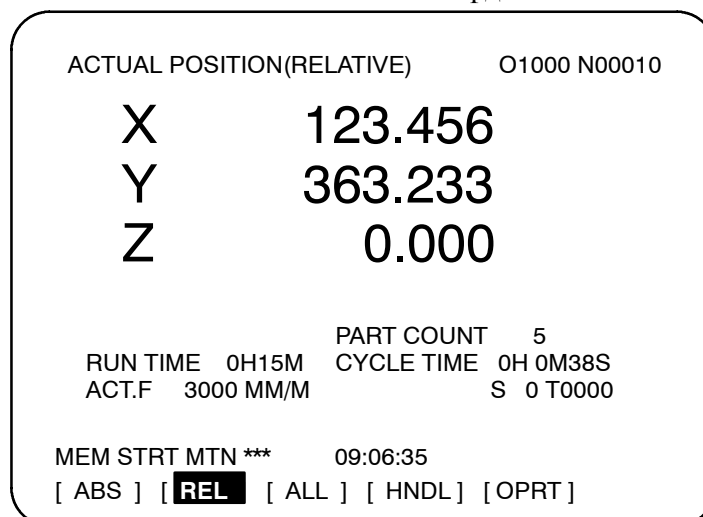 ACTUAL POSITION(RELATIVE) O1000 N00010
X 123.456
Y 363.233
Z 0.000
PART COUNT 5
RUN TIME 0H15M CYCLE TIME 0H 0M38S
ACT.F 3000 MM/M S 0 T0000
MEM STRT MTN *** 09:06:35
[ ABS ] [ REL [ ALL ] [ HNDL ] [ OPRT ]